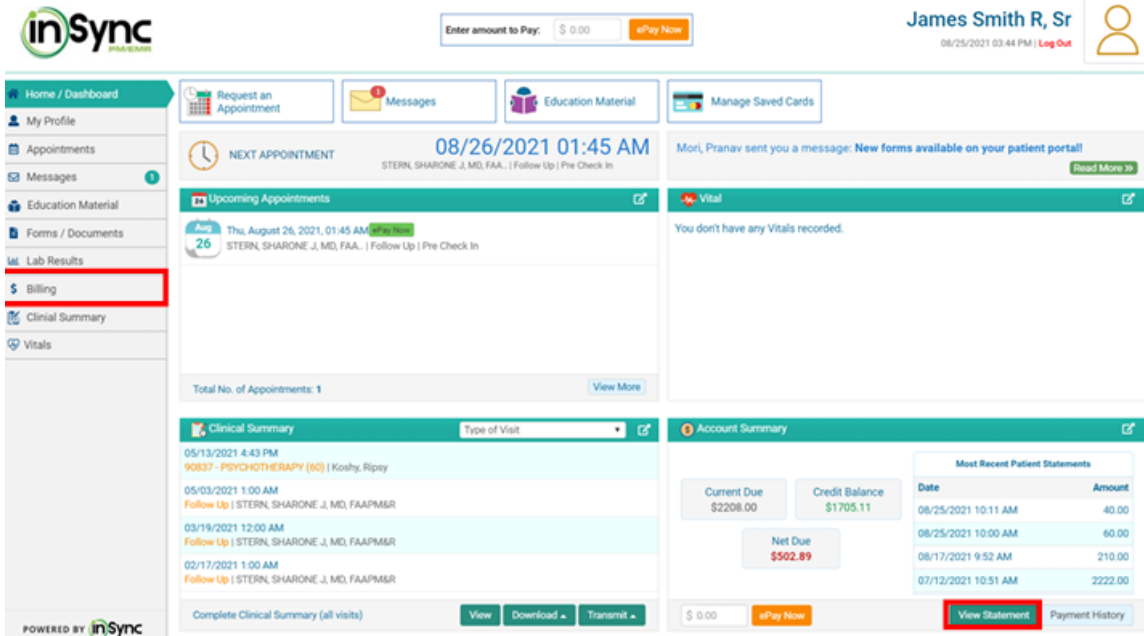 inSync
PM/EMR
Enter amount to Pay: $ 0.00 ePay Now
James Smith R, Sr
08/25/2021 03:44 PM | Log Out
Home / Dashboard
My Profile
Appointments
Messages 1
Education Material
Forms / Documents
Lab Results
$ Billing
Clinial Summary
Vitals
POWERED BY inSync
Request an
Appointment
1
Messages
Education Material
Manage Saved Cards
NEXT APPOINTMENT
08/26/2021 01:45 AM
STERN, SHARONE J, MD, FAA.. | Follow Up | Pre Check In
Mori, Pranav sent you a message: New forms available on your patient portal!
Read More »
24 Upcoming Appointments
Aug
26
Thu, August 26, 2021, 01:45 AM ePay Now
STERN, SHARONE J, MD, FAA.. | Follow Up | Pre Check In
Total No. of Appointments: 1
View More
Vital
You don't have any Vitals recorded.
Clinical Summary
Type of Visit
05/13/2021 4:43 PM
90837 - PSYCHOTHERAPY (60) | Koshy, Ripsy
05/03/2021 1:00 AM
Follow Up | STERN, SHARONE J, MD, FAAPM&R
03/19/2021 12:00 AM
Follow Up | STERN, SHARONE J, MD, FAAPM&R
02/17/2021 1:00 AM
Follow Up | STERN, SHARONE J, MD, FAAPM&R
Complete Clinical Summary (all visits)
View
Download
Transmit
$ Account Summary
Current Due
$2208.00
Credit Balance
$1705.11
Net Due
$502.89
Most Recent Patient Statements
Date Amount
08/25/2021 10:11 AM 40.00
08/25/2021 10:00 AM 60.00
08/17/2021 9:52 AM 210.00
07/12/2021 10:51 AM 2222.00
$ 0.00 ePay Now
View Statement
Payment History